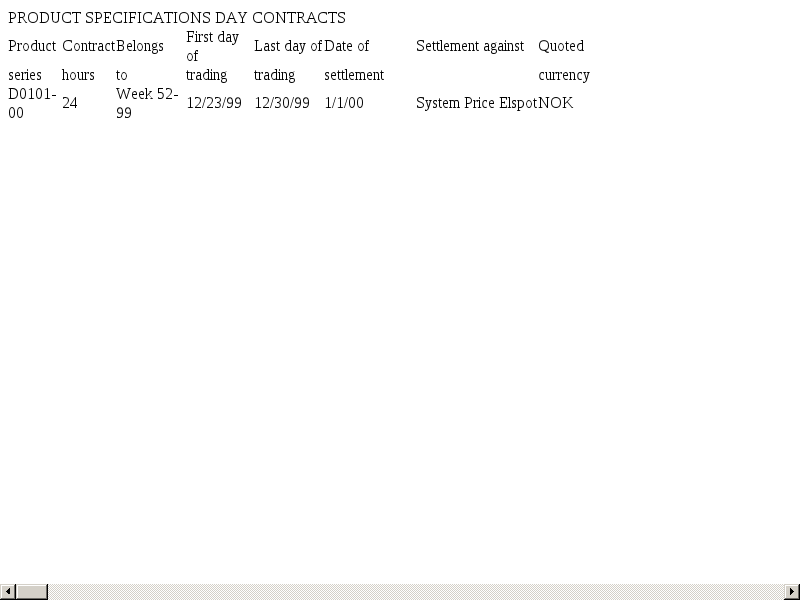 PRODUCT SPECIFICATIONS DAY CONTRACTS
Product Contract Belongs First day of Last day of Date of Settlement against Quoted
series hours to trading trading settlement currency
D0101-00 24 Week 52-99 12/23/99 12/30/99 1/1/00 System Price Elspot NOK